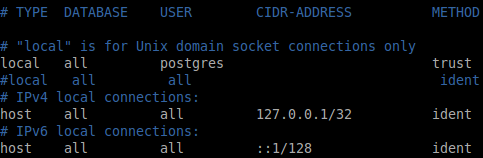 # TYPE  DATABASE    USER        CIDR-ADDRESS          METHOD
# "local" is for Unix domain socket connections only
local   all         postgres                          trust
#local   all         all                               ident
# IPv4 local connections:
host    all         all         127.0.0.1/32          ident
# IPv6 local connections:
host    all         all         ::1/128               ident